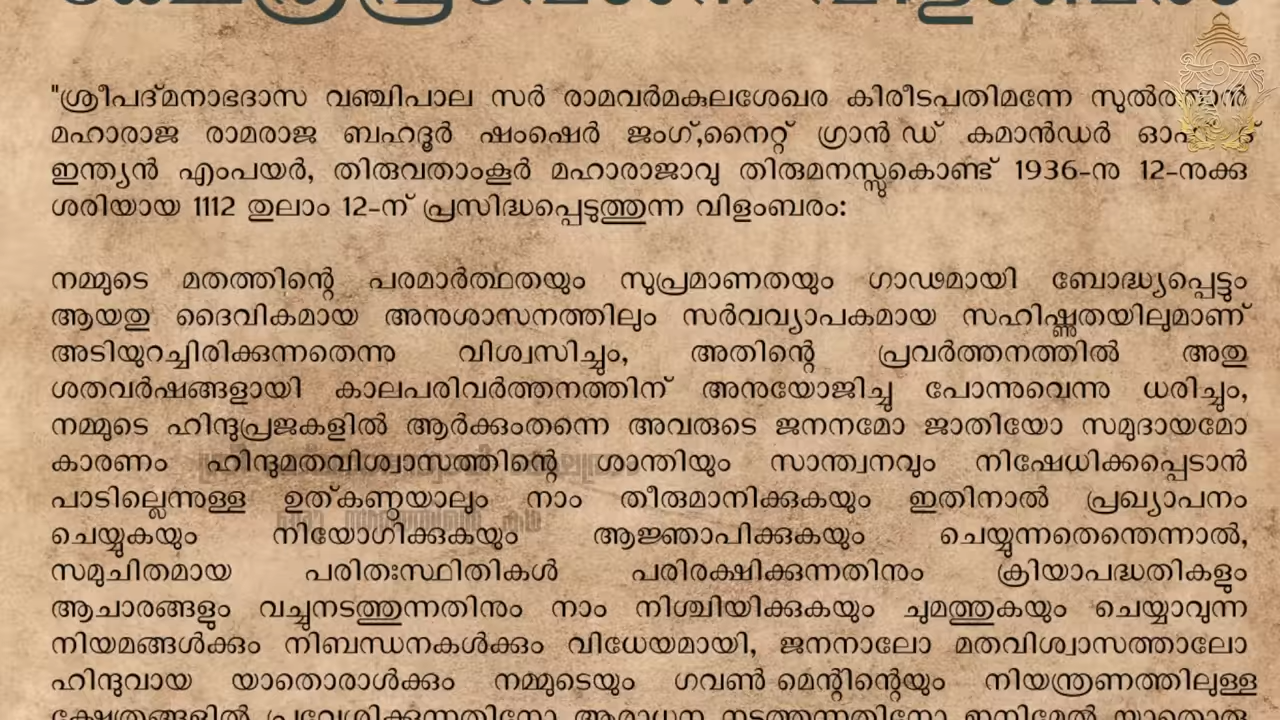 "ശ്രീപദ്മനാഭദാസ വഞ്ചിപാല സർ രാമവർമകുലശേഖര കിരീടപതിമന്നേ സുൽത്താൻ
മഹാരാജ രാമരാജ ബഹദൂർ ഷംഷെർ ജംഗ്,നൈറ്റ് ഗ്രാൻ ഡ് കമാൻഡർ
ഇന്ത്യൻ എംപയർ, തിരുവതാംകൂർ മഹാരാജാവു തിരുമനസ്സുകൊണ്ട് 1936-നു 12-നുക്കു
ശരിയായ 1112 തുലാം 12-ന് പ്രസിദ്ധപ്പെടുത്തുന്ന വിളംബരം:
നമ്മുടെ മതത്തിന്റെ പരമാർത്ഥതയും സുപ്രമാണതയും ഗാഢമായി ബോദ്ധ്യപ്പെട്ടും
ആയതു ദൈവികമായ അനുശാസനത്തിലും സർവവ്യാപകമായ സഹിഷ്ണുതയിലുമാണ്
അടിയുറച്ചിരിക്കുന്നതെന്നു വിശ്വസിച്ചും, അതിന്റെ പ്രവർത്തനത്തിൽ അതു
ശതവർഷങ്ങളായി കാലപരിവർത്തനത്തിന് അനുയോജിച്ചു പോന്നുവെന്നു ധരിച്ചും,
നമ്മുടെ ഹിന്ദുപ്രജകളിൽ ആർക്കുംതന്നെ അവരുടെ ജനനമോ ജാതിയോ സമുദായമോ
കാരണം ഹിന്ദുമതവിശ്വാസത്തിന്റെ ശാന്തിയും സാന്ത്വനവും നിഷേധിക്കപ്പെടാൻ
പാടില്ലെന്നുള്ള ഉത്കണ്ഠയാലും നാം തീരുമാനിക്കുകയും ഇതിനാൽ പ്രഖ്യാപനം
ചെയ്യുകയും നിയോഗിക്കുകയും ആജ്ഞാപിക്കുകയും ചെയ്യുന്നതെന്തെന്നാൽ,
സമുചിതമായ പരിതഃസ്ഥിതികൾ പരിരക്ഷിക്കുന്നതിനും ക്രിയാപദ്ധതികളും
ആചാരങ്ങളും വച്ചുനടത്തുന്നതിനും നാം നിശ്ചയിക്കുകയും ചുമത്തുകയും ചെയ്യാവുന്ന
നിയമങ്ങൾക്കും നിബന്ധനകൾക്കും വിധേയമായി, ജനനാലോ മതവിശ്വാസത്താലോ
ഹിന്ദുവായ യാതൊരാൾക്കും നമ്മുടെയും ഗവൺ മെന്റിന്റെയും നിയന്ത്രണത്തിലുള്ള